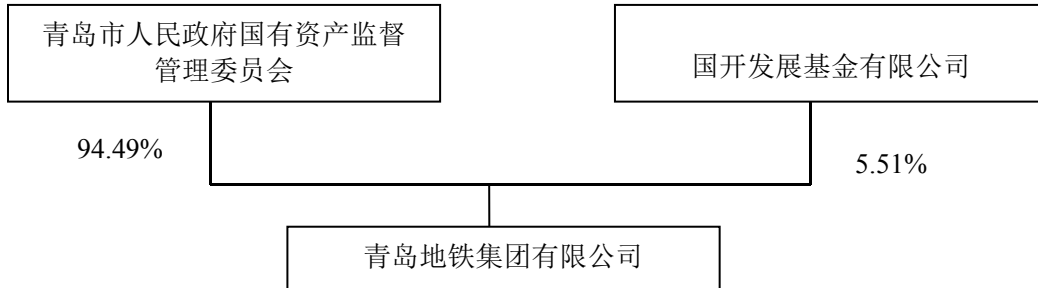 青岛市人民政府国有资产监督
管理委员会
国开发展基金有限公司
94.49%
5.51%
青岛地铁集团有限公司